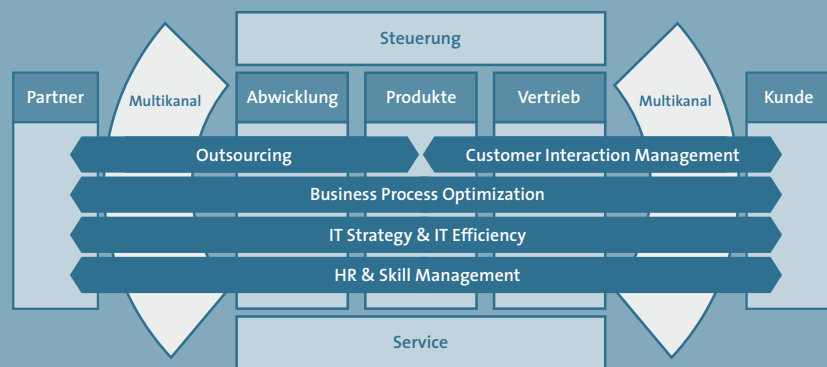 Steuerung
Partner
Multikanal
Abwicklung
Produkte
Vertrieb
Multikanal
Kunde
Outsourcing
Customer Interaction Management
Business Process Optimization
IT Strategy & IT Efficiency
HR & Skill Management
Service